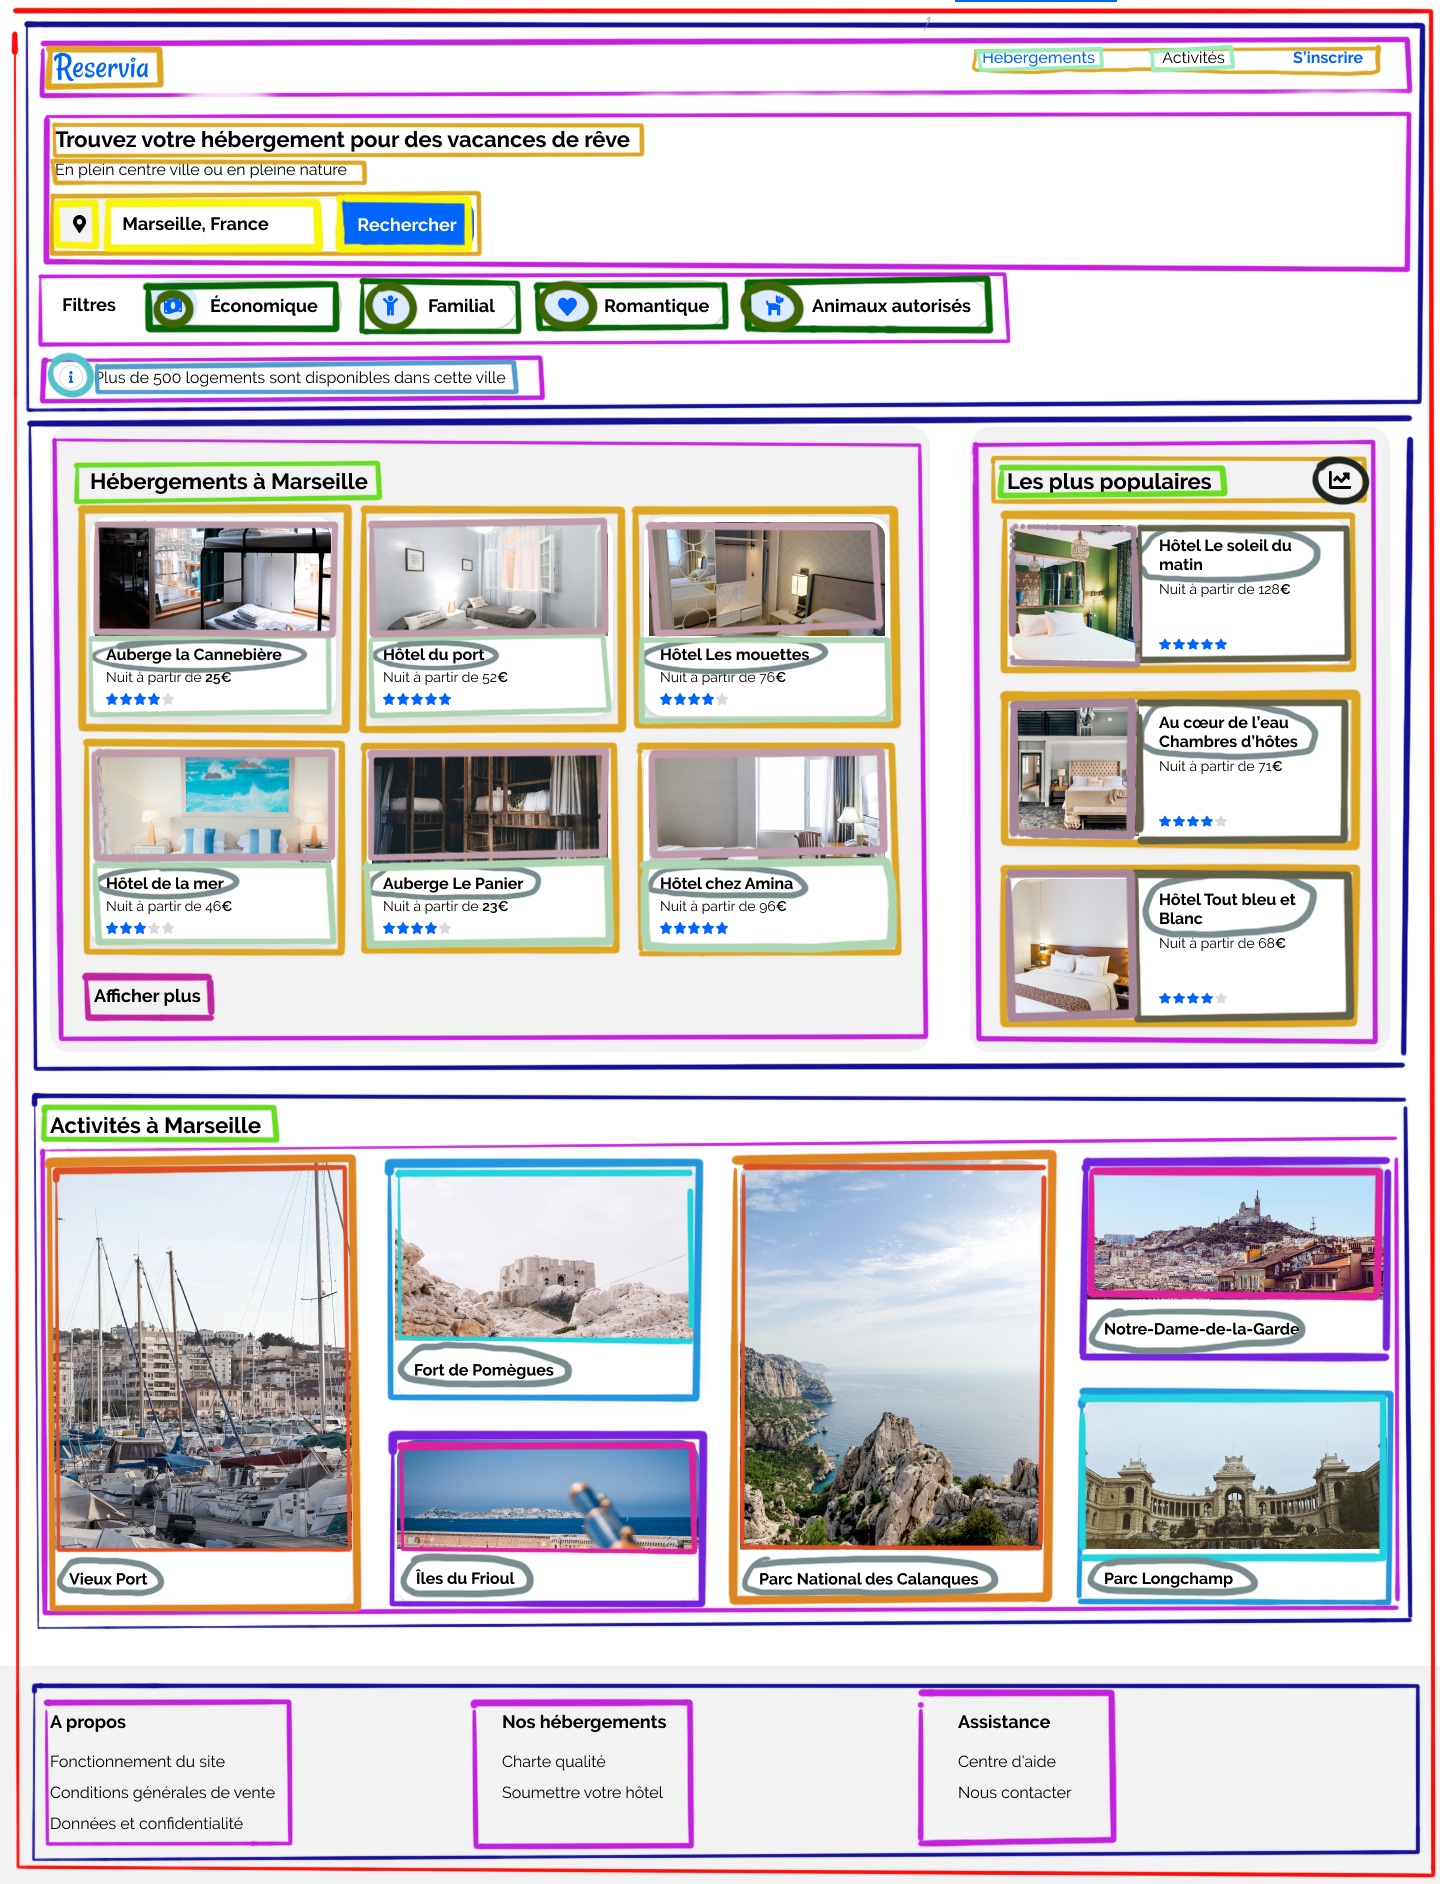 Reservia
Hebergements
Activités
S'inscrire
Trouvez votre hébergement pour des vacances de rêve
En plein centre ville ou en pleine nature
Marseille, France
Rechercher
Filtres
Économique
Familial
Romantique
Animaux autorisés
Plus de 500 logements sont disponibles dans cette ville
Hébergements à Marseille
Auberge la Cannebière
Nuit à partir de 25€
Hôtel du port
Nuit à partir de 52€
Hôtel Les mouettes
Nuit à partir de 76€
Hôtel de la mer
Nuit à partir de 46€
Auberge Le Panier
Nuit à partir de 23€
Hôtel chez Amina
Nuit à partir de 96€
Afficher plus
Les plus populaires
Hôtel Le soleil du
matin
Nuit à partir de 128€
Au cœur de l'eau
Chambres d'hôtes
Nuit à partir de 71€
Hôtel Tout bleu et
Blanc
Nuit à partir de 68€
Activités à Marseille
Vieux Port
Fort de Pomègues
Îles du Frioul
Parc National des Calanques
Notre-Dame-de-la-Garde
Parc Longchamp
A propos
Fonctionnement du site
Conditions générales de vente
Données et confidentialité
Nos hébergements
Charte qualité
Soumettre votre hôtel
Assistance
Centre d'aide
Nous contacter